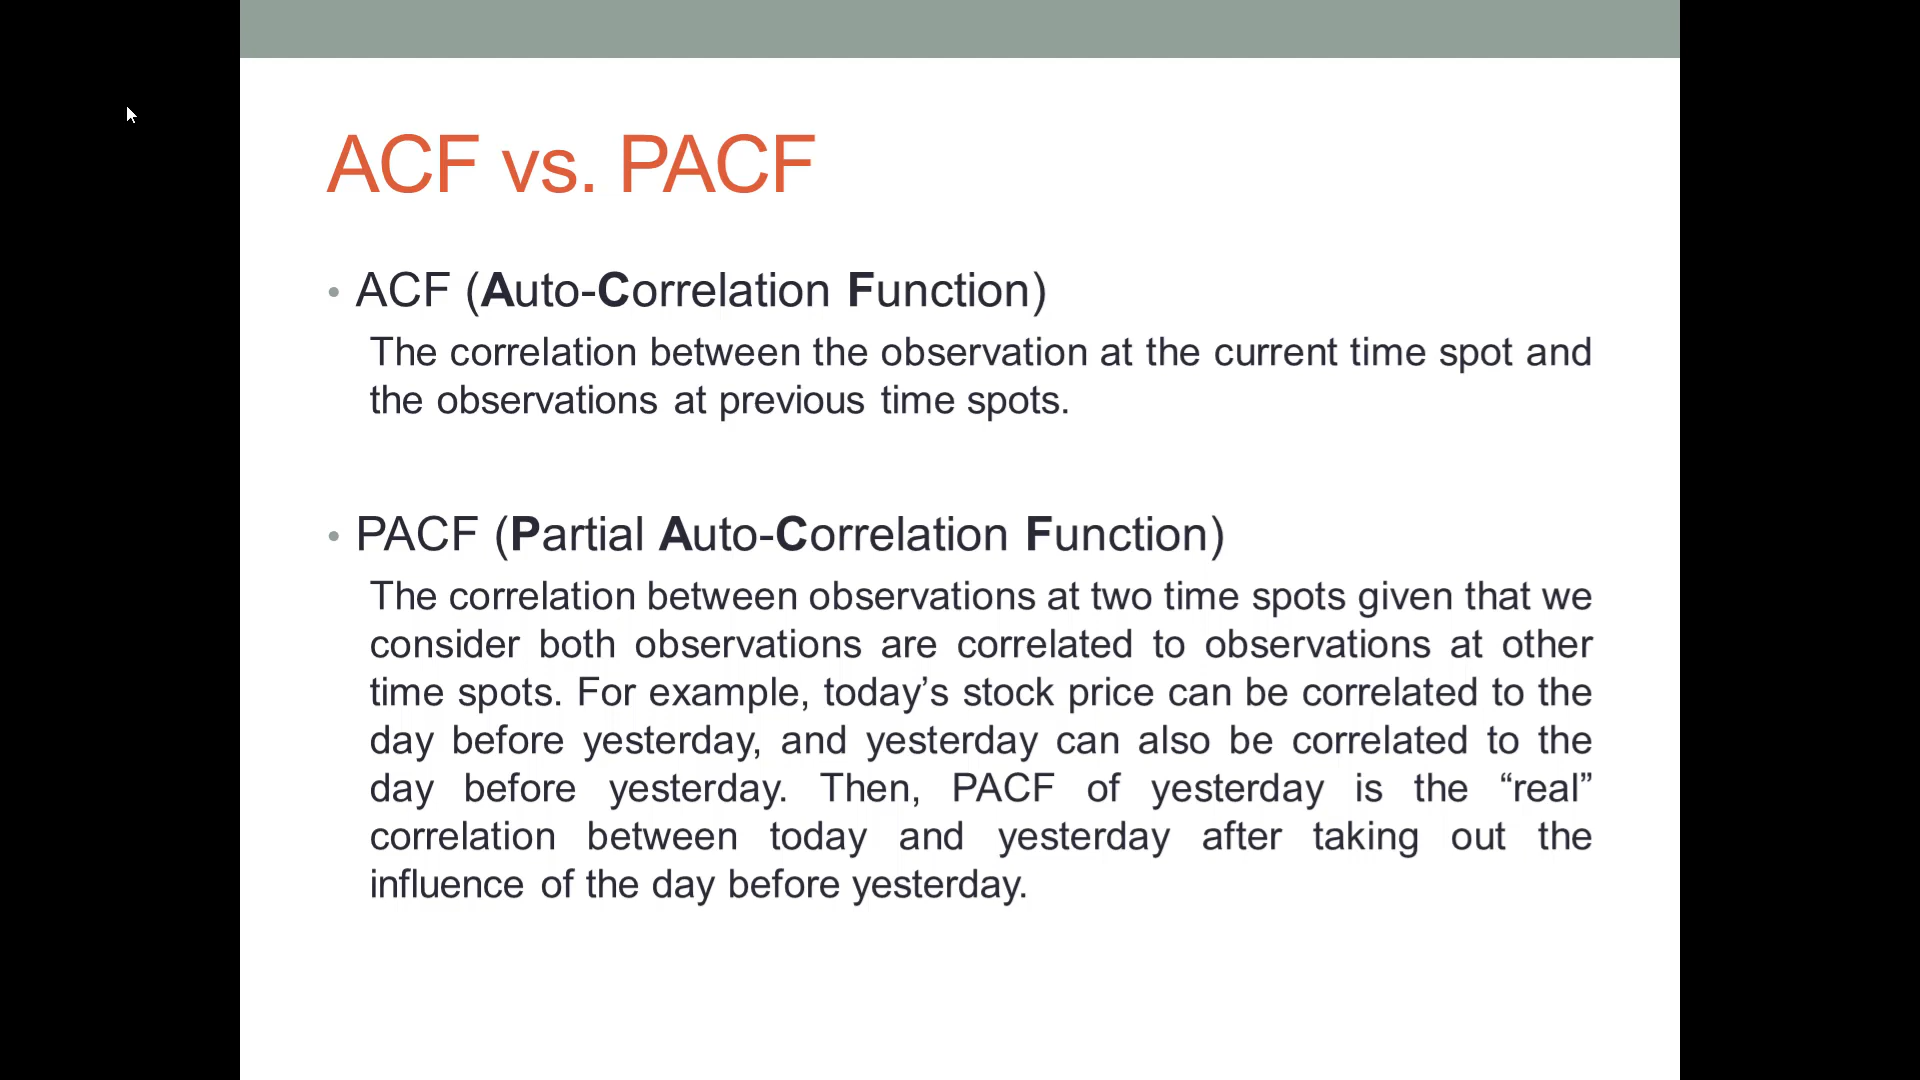 ACF vs. PACF
• ACF (Auto-Correlation Function)
The correlation between the observation at the current time spot and
the observations at previous time spots.
• PACF (Partial Auto-Correlation Function)
The correlation between observations at two time spots given that we
consider both observations are correlated to observations at other
time spots. For example, today’s stock price can be correlated to the
day before yesterday, and yesterday can also be correlated to the
day before yesterday. Then, PACF of yesterday is the “real”
correlation between today and yesterday after taking out the
influence of the day before yesterday.